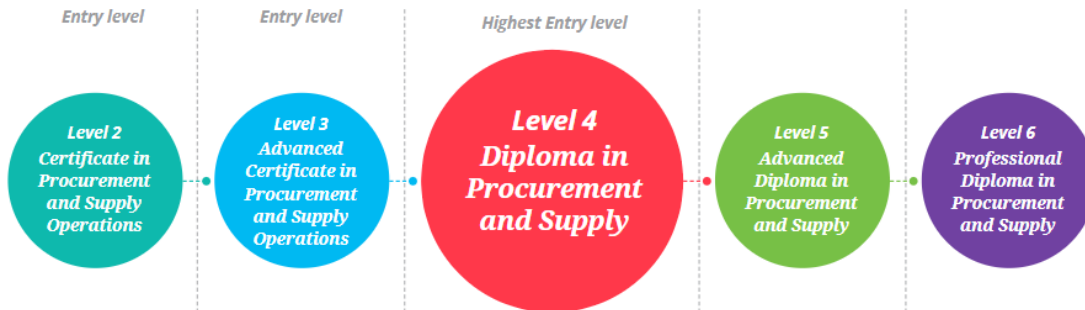 Entry level
Entry level
Highest Entry level
Level 2
Certificate in
Procurement
and Supply
Operations
Level 3
Advanced
Certificate in
Procurement
and Supply
Operations
Level 4
Diploma in
Procurement
and Supply
Level 5
Advanced
Diploma in
Procurement
and Supply
Level 6
Professional
Diploma in
Procurement
and Supply